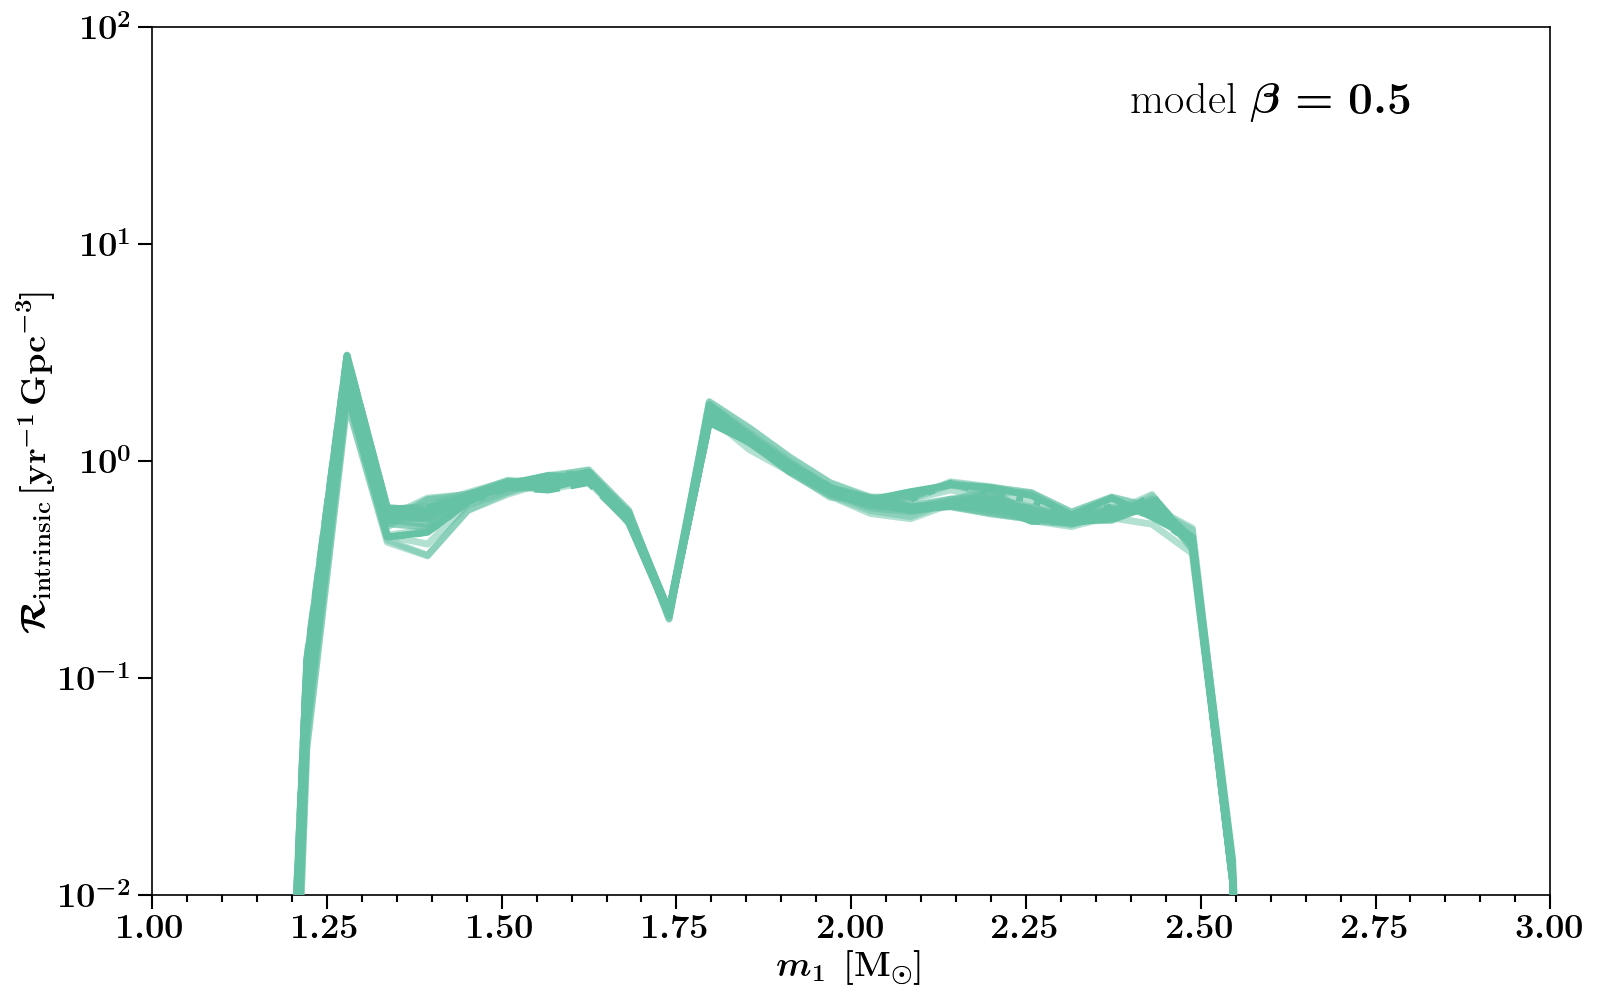 model β = 0.5
10²
10¹
10⁰
10⁻¹
10⁻²
ℛ_intrinsic [yr⁻¹ Gpc⁻³]
1.00 1.25 1.50 1.75 2.00 2.25 2.50 2.75 3.00
m₁ [M⊙]